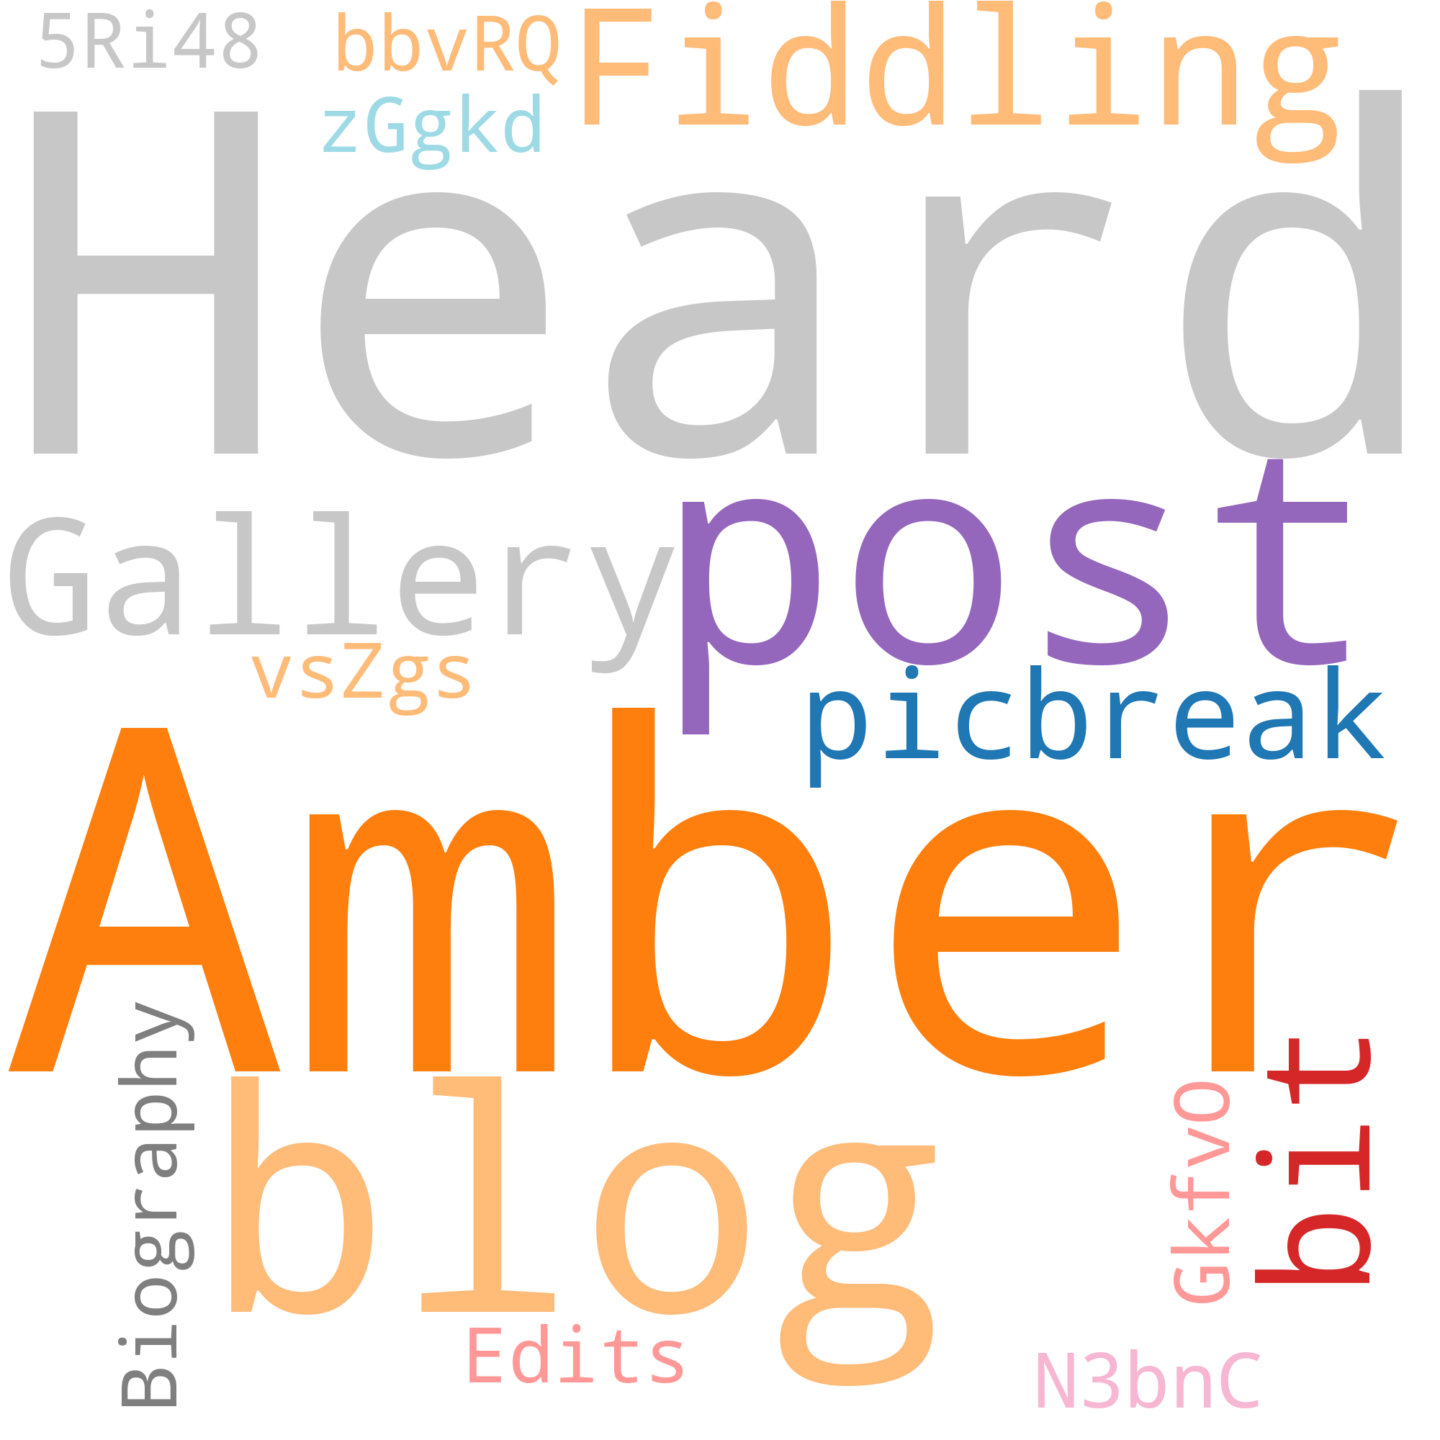 5Ri48
bbvRQ
Fiddling
zGgkd
Heard
Gallery
post
vsZgs
picbreak
Amber
Biography
blog
GkfvO
bit
Edits
N3bnC